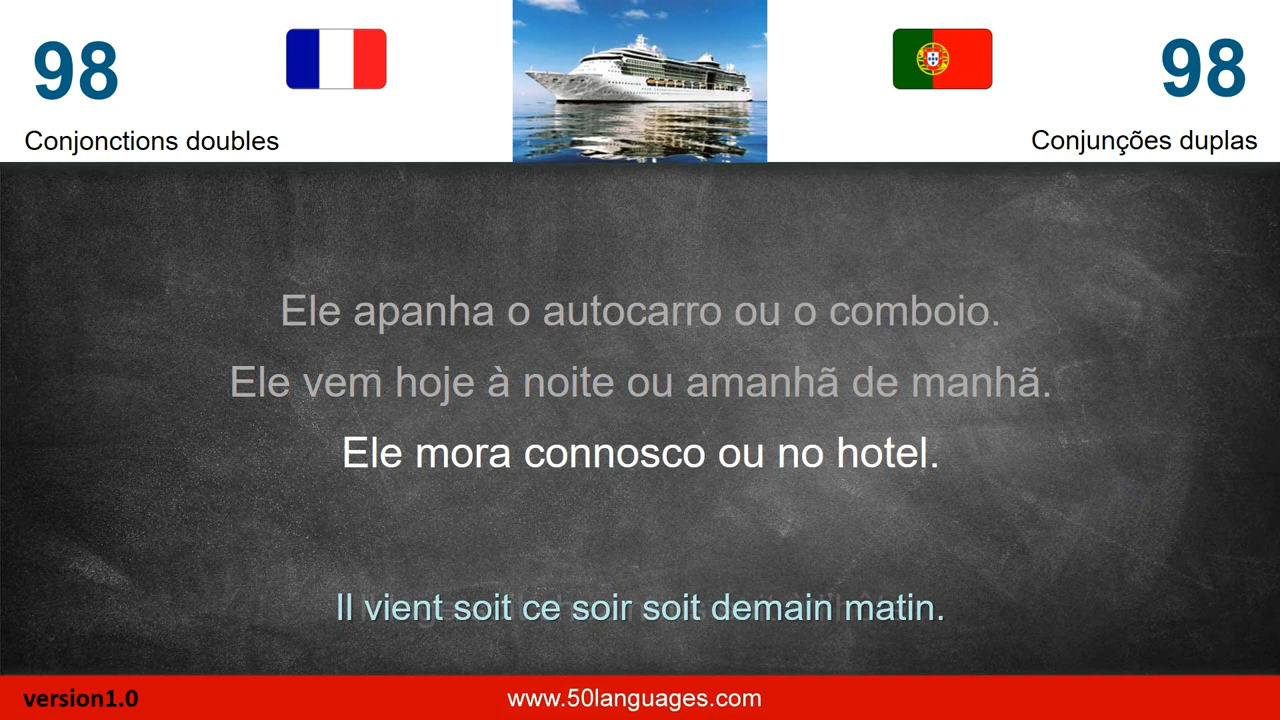 98
98
Conjonctions doubles
Conjunções duplas
Ele apanha o autocarro ou o comboio.
Ele vem hoje à noite ou amanhã de manhã.
Ele mora connosco ou no hotel.
Il vient soit ce soir soit demain matin.
version1.0
www.50languages.com